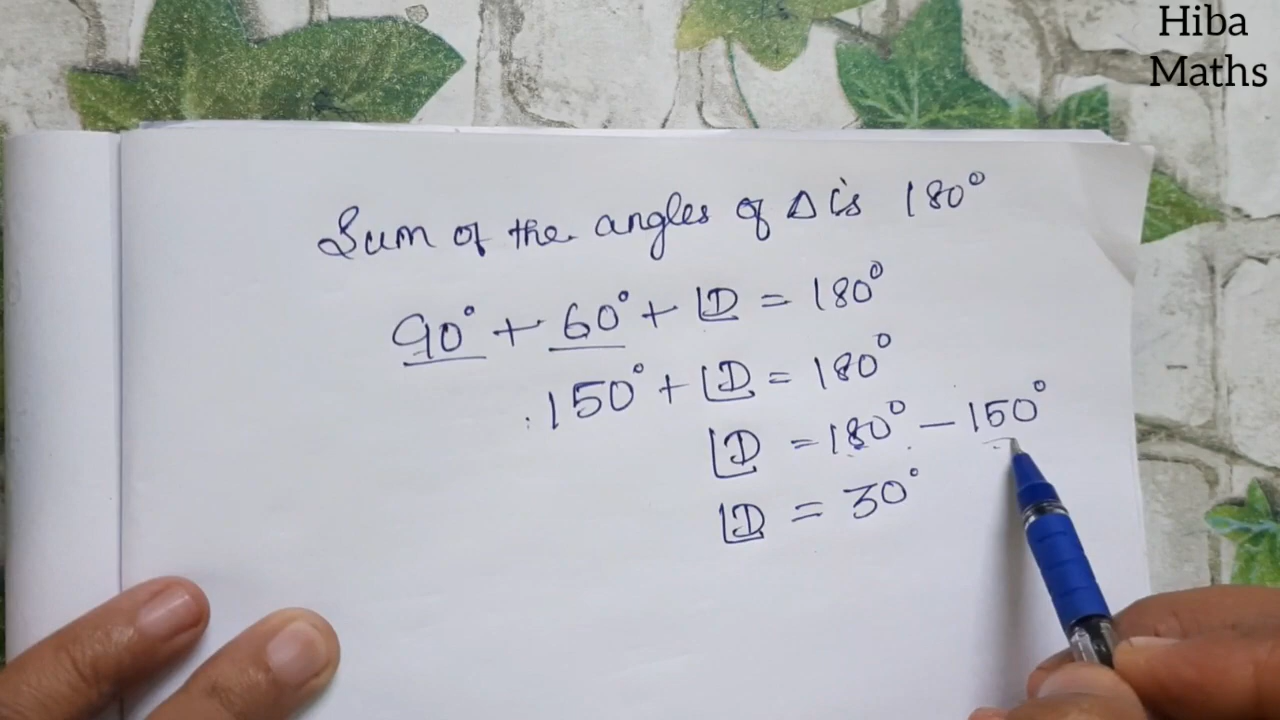 Hiba
Maths
Sum of the angles of Δ is 180°
90° + 60° + ∠D = 180°
150° + ∠D = 180°
∠D = 180° – 150°
∠D = 30°